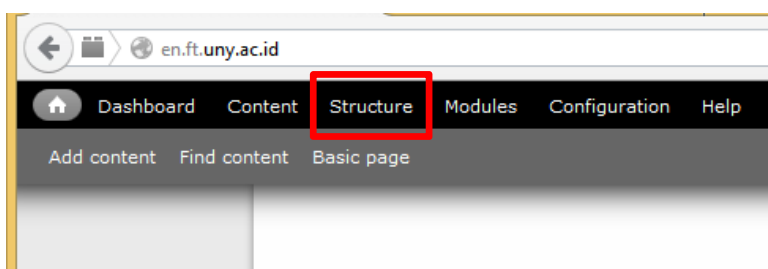 en.ft.uny.ac.id
Dashboard Content Structure Modules Configuration Help
Add content Find content Basic page